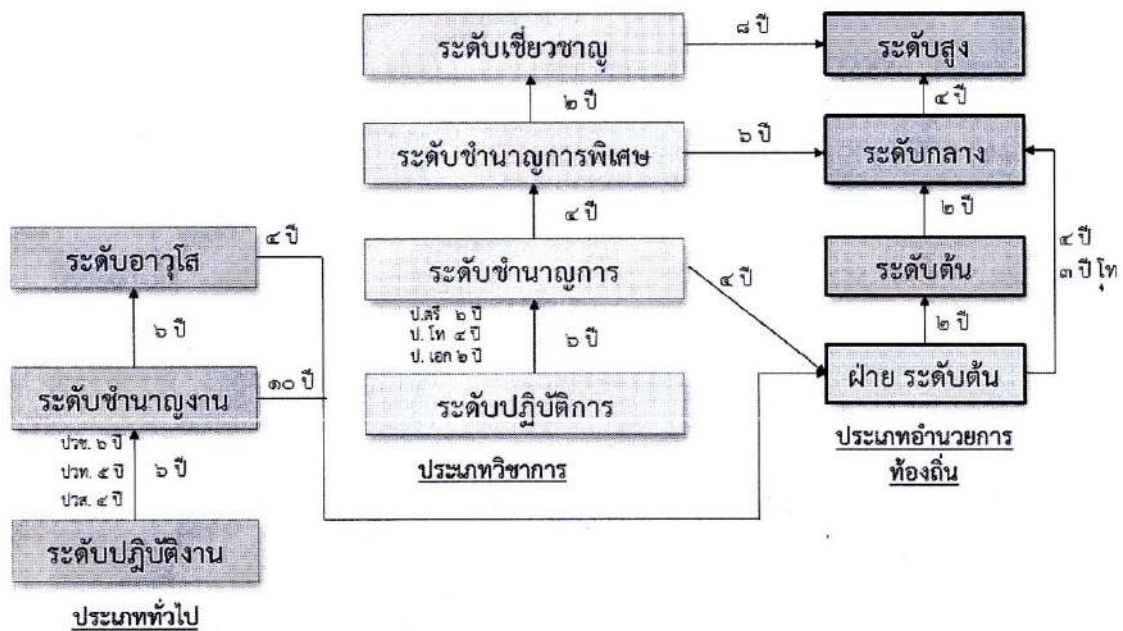 ระดับเชี่ยวชาญ
๘ ปี
ระดับสูง
๒ ปี
๔ ปี
ระดับชำนาญการพิเศษ
๖ ปี
ระดับกลาง
๔ ปี
๒ ปี
๔ ปี
๓ ปี โท
ระดับอาวุโส
๔ ปี
ระดับชำนาญการ
๔ ปี
ระดับต้น
๖ ปี
ป.ตรี ๖ ปี
ป. โท ๔ ปี
ป. เอก ๒ ปี
๖ ปี
๒ ปี
ระดับชำนาญงาน
๑๐ ปี
ระดับปฏิบัติการ
ฝ่าย ระดับต้น
ปวช. ๖ ปี
ปวท. ๕ ปี
ปวส. ๔ ปี
๖ ปี
ประเภทวิชาการ
ประเภทอำนวยการ
ท้องถิ่น
ระดับปฏิบัติงาน
ประเภททั่วไป